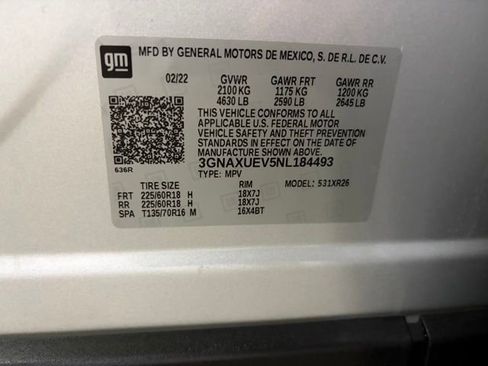 gm
MFD BY GENERAL MOTORS DE MEXICO, S. DE R.L. DE C.V.
02/22 GVWR GAWR FRT GAWR RR
2100 KG 1175 KG 1200 KG
4630 LB 2590 LB 2645 LB
THIS VEHICLE CONFORMS TO ALL
APPLICABLE U.S. FEDERAL MOTOR
VEHICLE SAFETY AND THEFT PREVENTION
STANDARDS IN EFFECT ON THE DATE OF
MANUFACTURE SHOWN ABOVE.
3GNAXUEV5NL184493
636R TYPE: MPV
TIRE SIZE RIM MODEL: 531XR26
FRT 225/60R18 H 18X7J
RR 225/60R18 H 18X7J
SPA T135/70R16 M 16X4BT